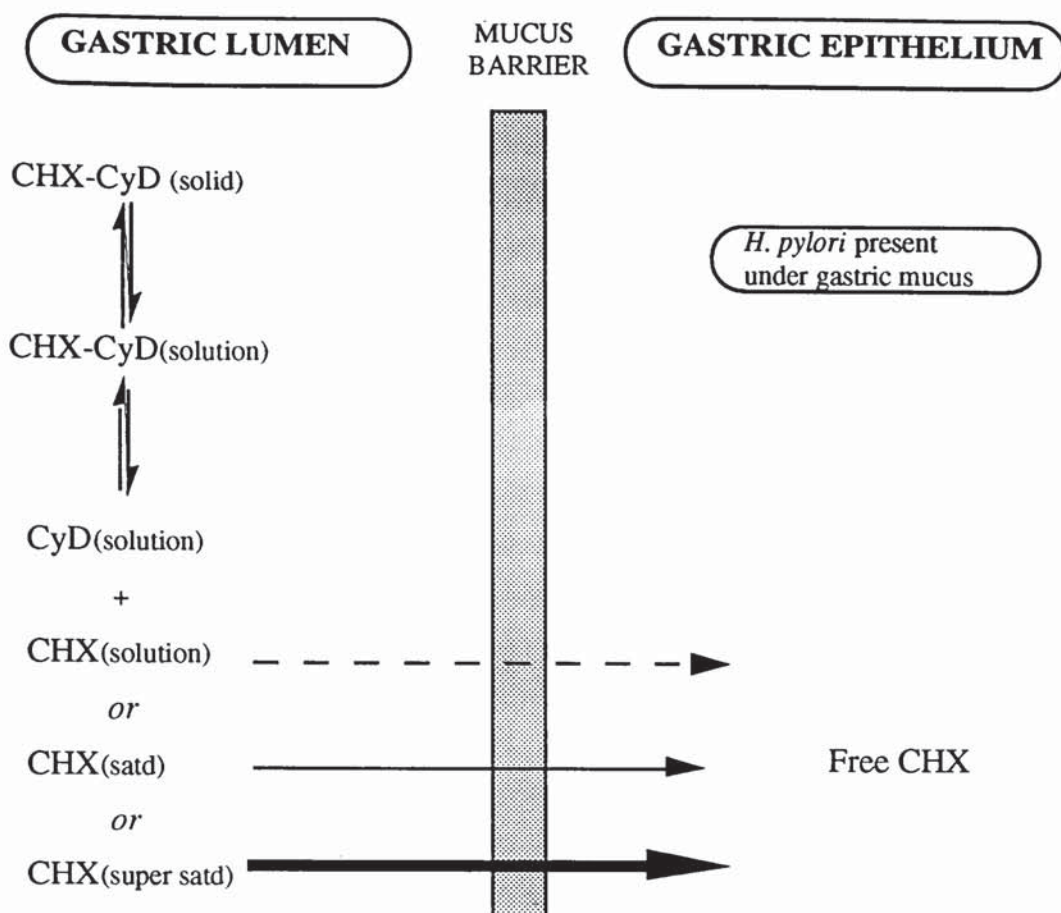 GASTRIC LUMEN
MUCUS
BARRIER
GASTRIC EPITHELIUM
CHX-CyD (solid)
H. pylori present
under gastric mucus
CHX-CyD(solution)
CyD(solution)
+
CHX(solution)
or
CHX(satd)
Free CHX
or
CHX(super satd)